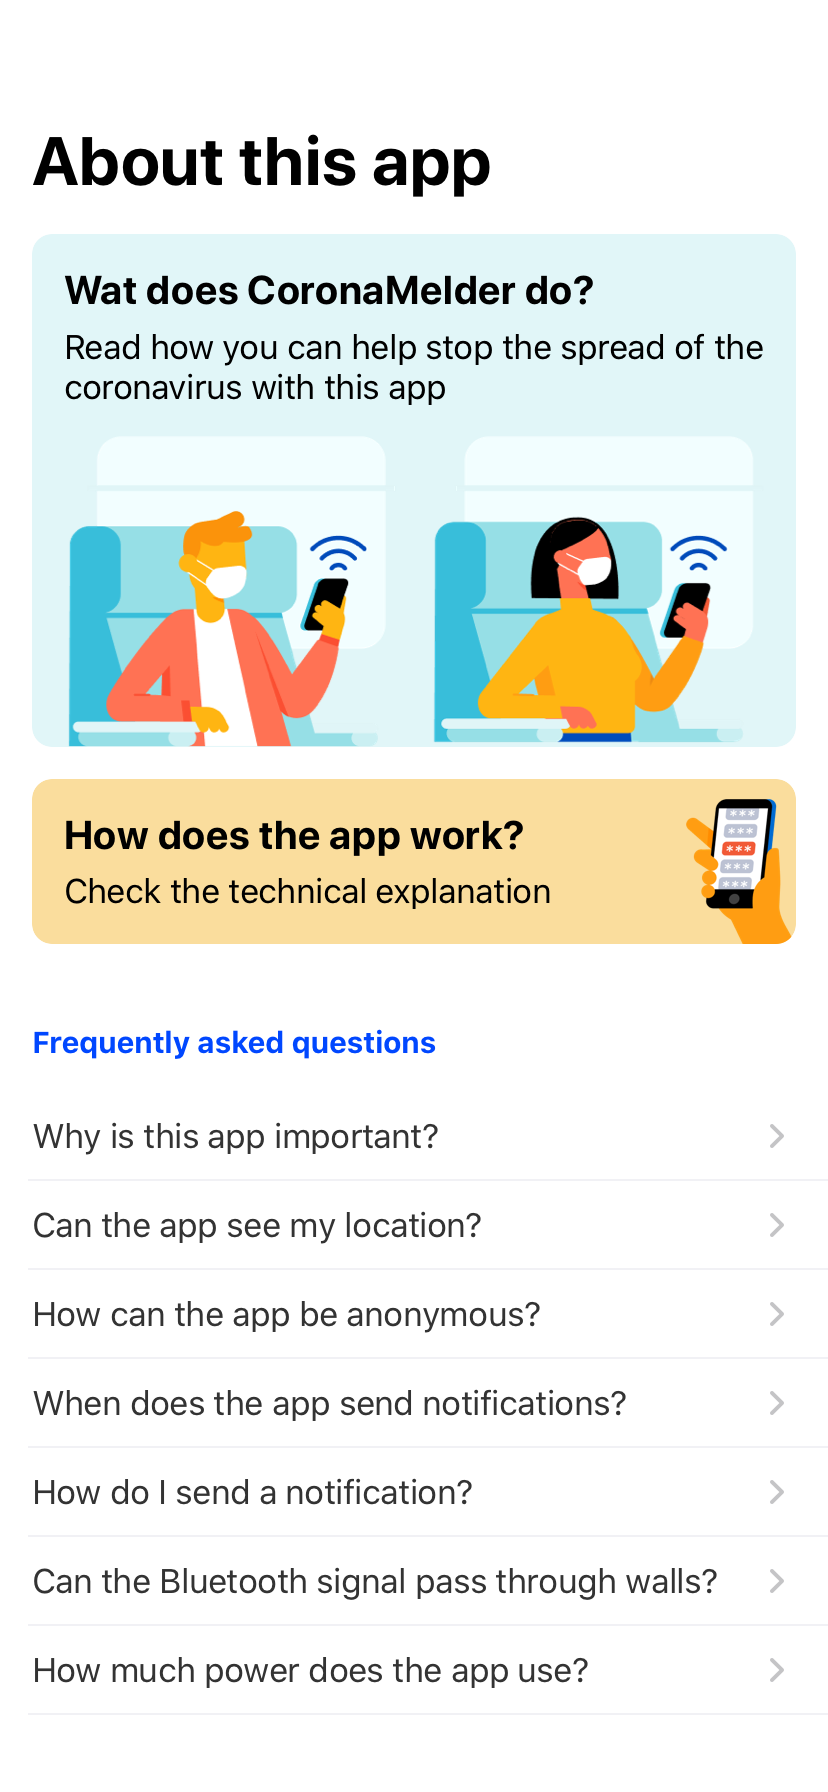 About this app
Wat does CoronaMelder do?
Read how you can help stop the spread of the
coronavirus with this app
How does the app work?
Check the technical explanation
***
***
***
***
***
Frequently asked questions
Why is this app important?
Can the app see my location?
How can the app be anonymous?
When does the app send notifications?
How do I send a notification?
Can the Bluetooth signal pass through walls?
How much power does the app use?